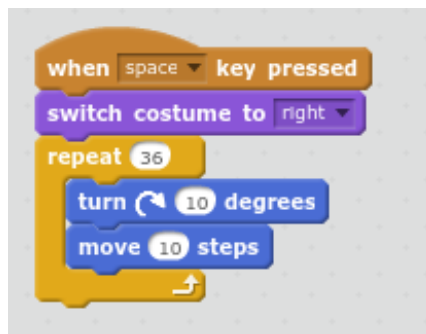 when space key pressed
switch costume to right
repeat 36
turn 10 degrees
move 10 steps